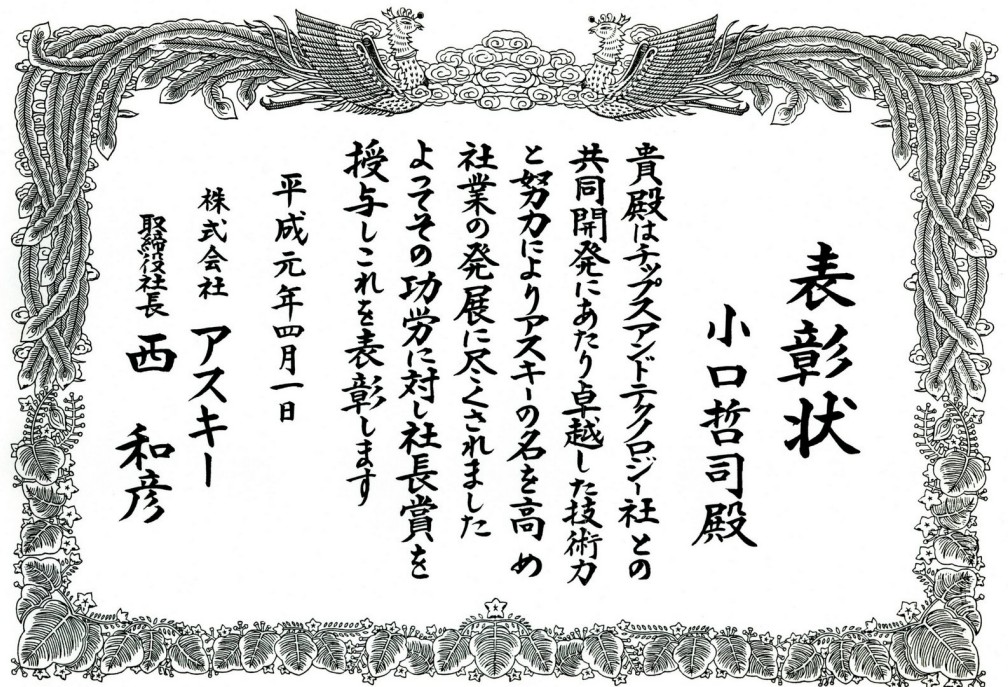 表彰状
小口哲司殿
貴殿はチップスアンドテクノロジー社との
共同開発にあたり卓越した技術力
と努力によりアスキーの名を高め
社業の発展に尽くされました
よってその功労に対し社長賞を
授与しこれを表彰します
平成元年四月一日
株式会社 アスキー
取締役社長 西 和彦